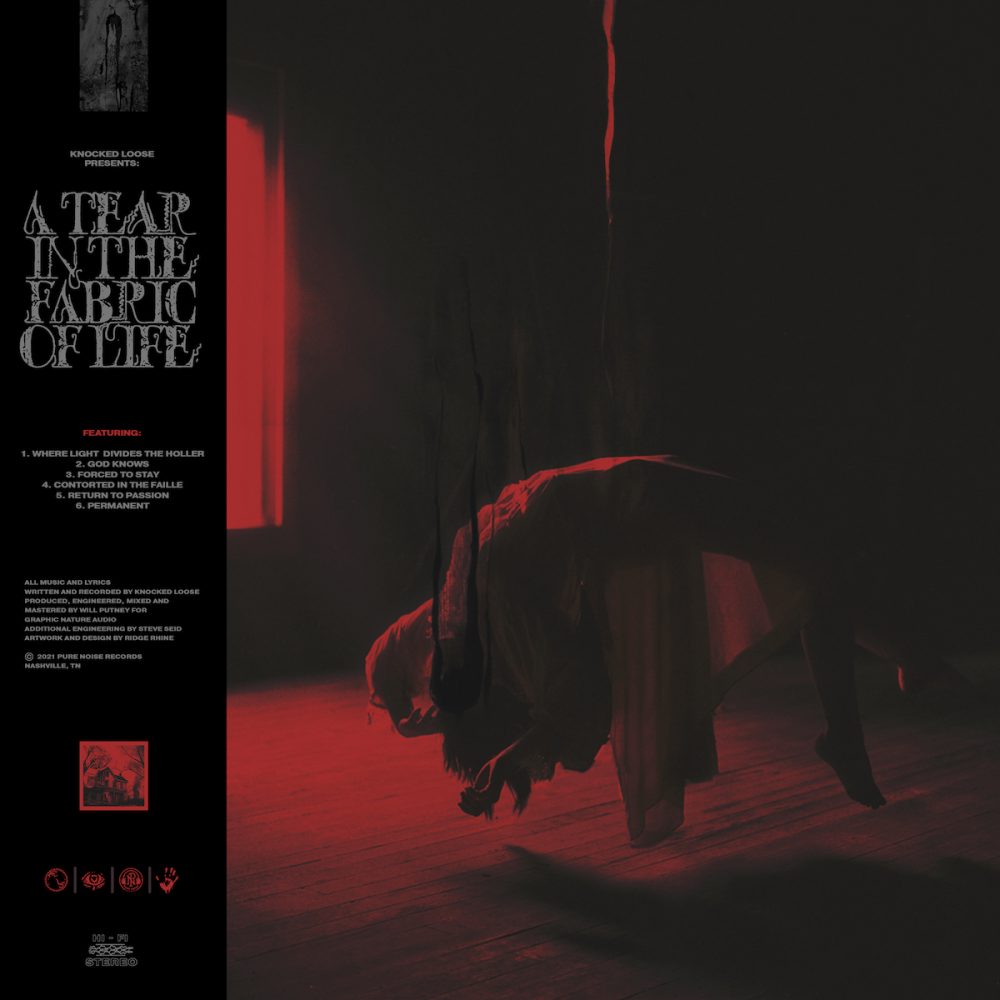 KNOCKED LOOSE
PRESENTS:
A TEAR
IN THE
FABRIC
OF LIFE
FEATURING:
1. WHERE LIGHT DIVIDES THE HOLLER
2. GOD KNOWS
3. FORCED TO STAY
4. CONTORTED IN THE FAILLE
5. RETURN TO PASSION
6. PERMANENT
ALL MUSIC AND LYRICS
WRITTEN AND RECORDED BY KNOCKED LOOSE
PRODUCED, ENGINEERED, MIXED AND
MASTERED BY WILL PUTNEY FOR
GRAPHIC NATURE AUDIO
ADDITIONAL ENGINEERING BY STEVE SEID
ARTWORK AND DESIGN BY RIDGE RHINE
© 2021 PURE NOISE RECORDS
NASHVILLE, TN
HI - FI
STEREO